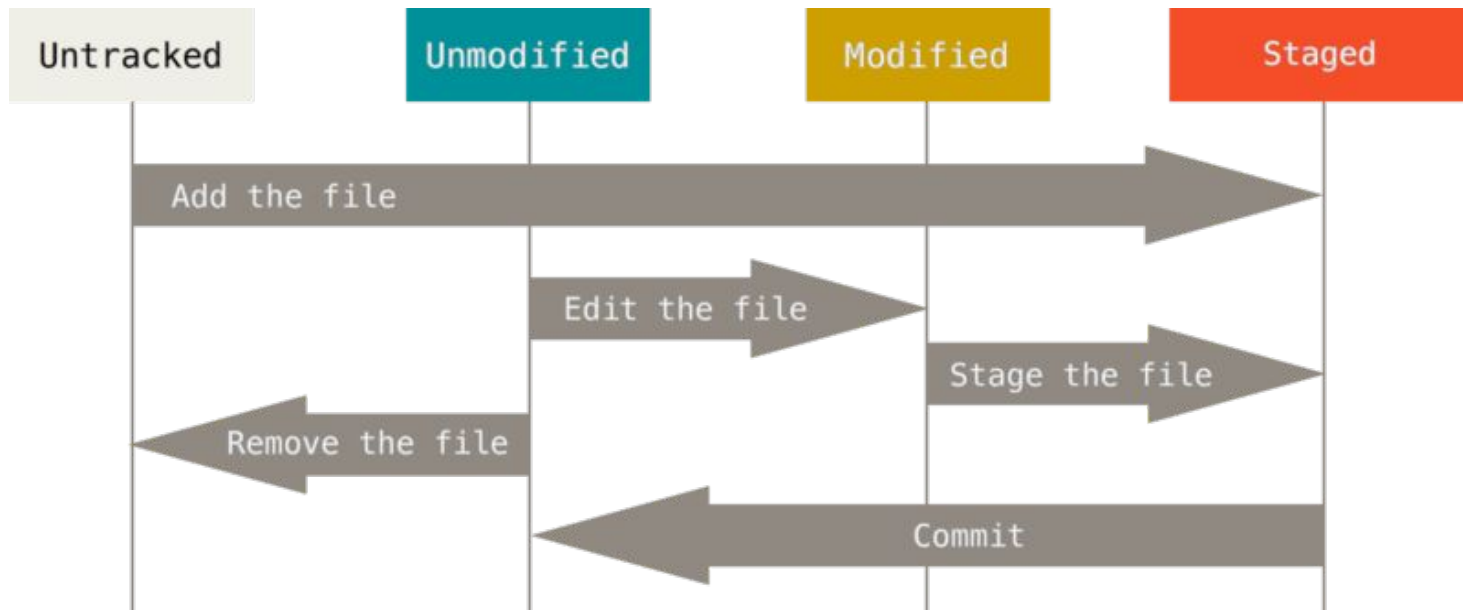 Untracked
Unmodified
Modified
Staged
Add the file
Edit the file
Stage the file
Remove the file
Commit